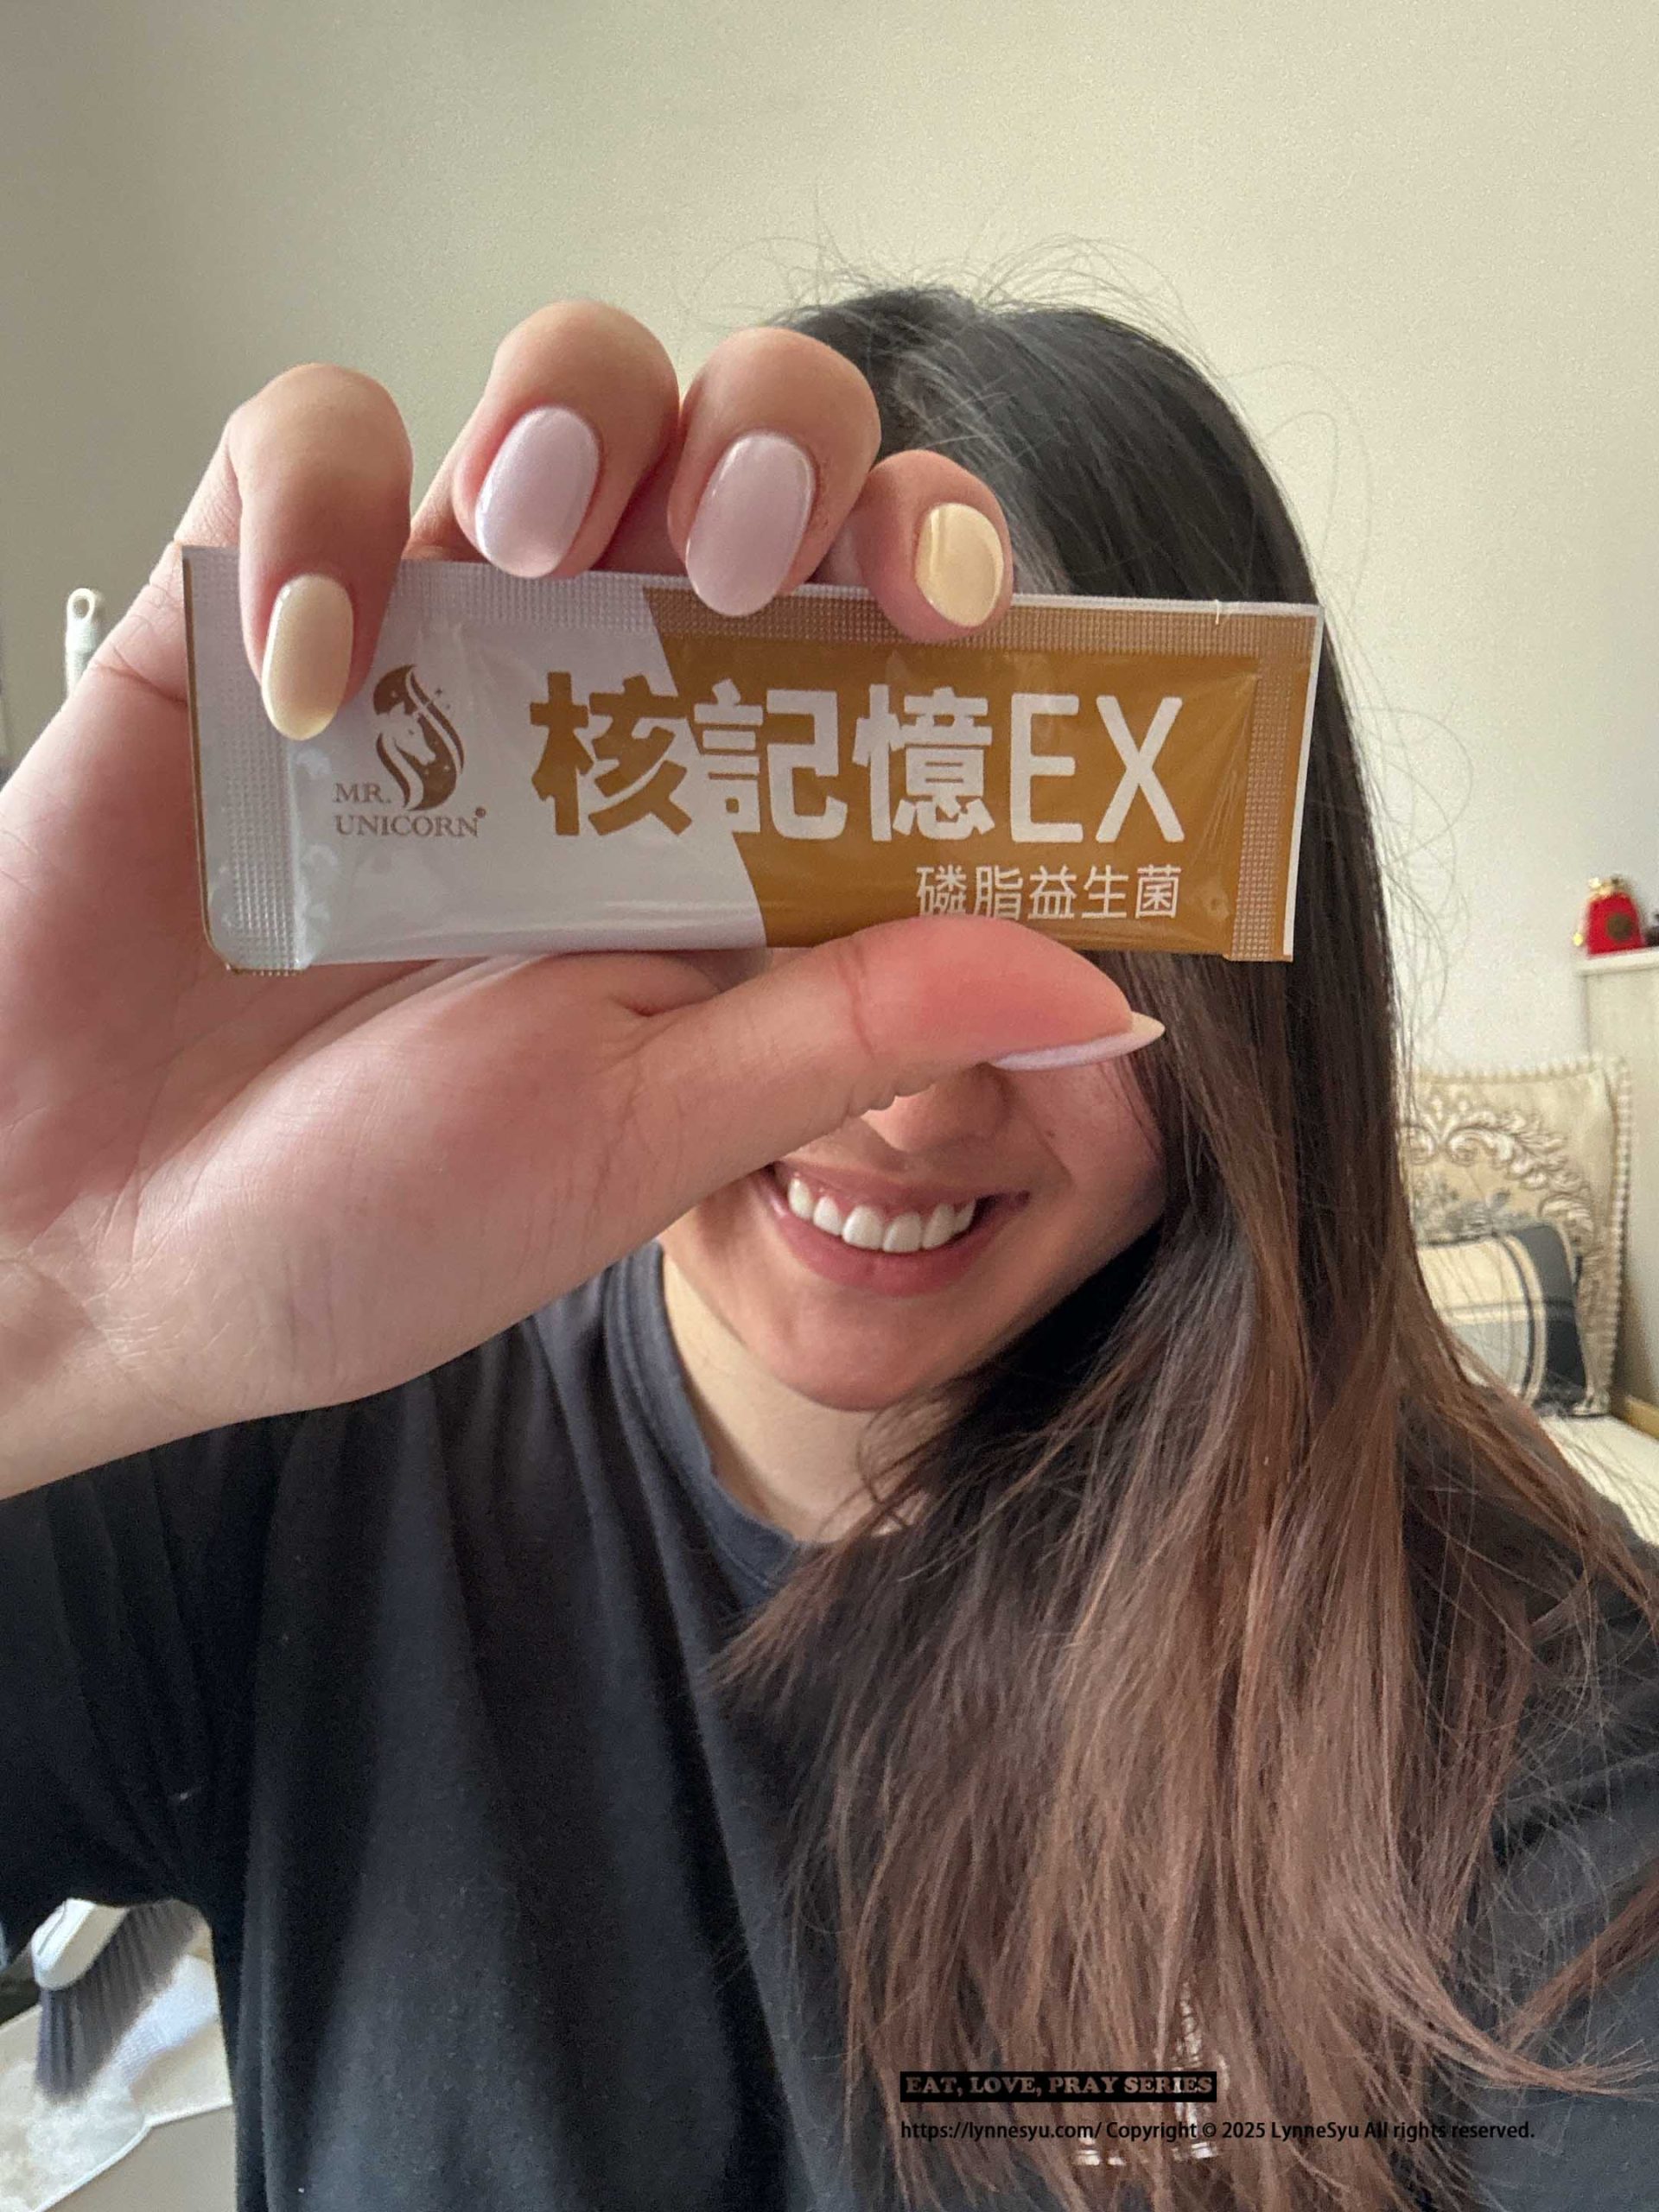 MR.
UNICORN®
核記憶EX
磷脂益生菌
EAT, LOVE, PRAY SERIES
https://lynnesyu.com/ Copyright © 2025 LynneSyu All rights reserved.